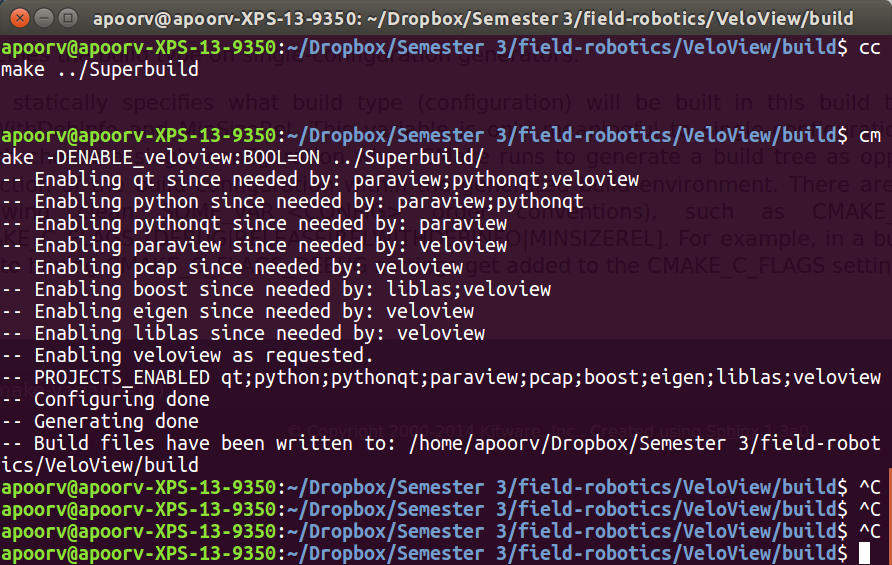 apoorv@apoorv-XPS-13-9350: ~/Dropbox/Semester 3/field-robotics/VeloView/build
apoorv@apoorv-XPS-13-9350:~/Dropbox/Semester 3/field-robotics/VeloView/build$ cc
make ../Superbuild
apoorv@apoorv-XPS-13-9350:~/Dropbox/Semester 3/field-robotics/VeloView/build$ cm
ake -DENABLE_veloview:BOOL=ON ../Superbuild/
-- Enabling qt since needed by: paraview;pythonqt;veloview
-- Enabling python since needed by: paraview;pythonqt
-- Enabling pythonqt since needed by: paraview
-- Enabling paraview since needed by: veloview
-- Enabling pcap since needed by: veloview
-- Enabling boost since needed by: liblas;veloview
-- Enabling eigen since needed by: veloview
-- Enabling liblas since needed by: veloview
-- Enabling veloview as requested.
-- PROJECTS_ENABLED qt;python;pythonqt;paraview;pcap;boost;eigen;liblas;veloview
-- Configuring done
-- Generating done
-- Build files have been written to: /home/apoorv/Dropbox/Semester 3/field-robot
ics/VeloView/build
apoorv@apoorv-XPS-13-9350:~/Dropbox/Semester 3/field-robotics/VeloView/build$ ^C
apoorv@apoorv-XPS-13-9350:~/Dropbox/Semester 3/field-robotics/VeloView/build$ ^C
apoorv@apoorv-XPS-13-9350:~/Dropbox/Semester 3/field-robotics/VeloView/build$ ^C
apoorv@apoorv-XPS-13-9350:~/Dropbox/Semester 3/field-robotics/VeloView/build$